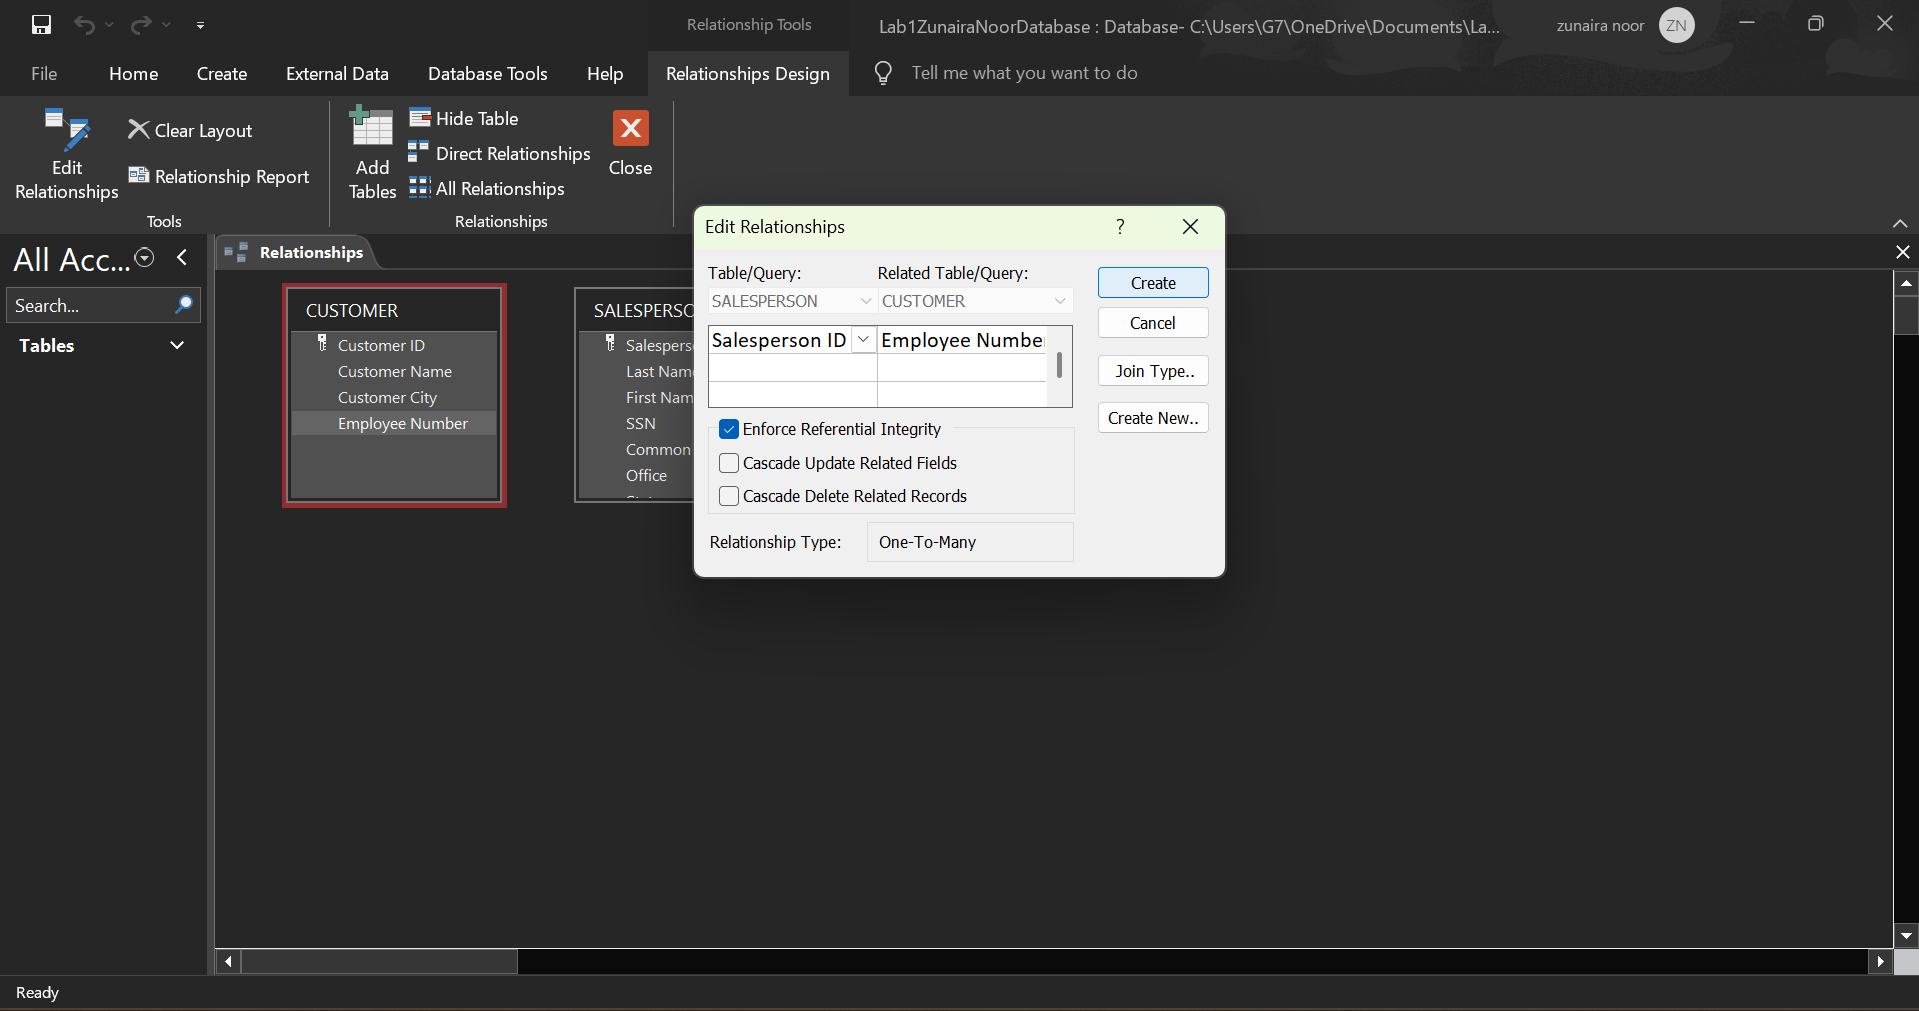 Relationship Tools
Lab1ZunairaNoorDatabase : Database- C:\Users\G7\OneDrive\Documents\La...
zunaira noor
ZN
File Home Create External Data Database Tools Help Relationships Design Tell me what you want to do
Edit Relationships
Clear Layout
Relationship Report
Tools
Add Tables
Hide Table
Direct Relationships
All Relationships
Relationships
Close
All Acc...
Search...
Tables
Relationships
CUSTOMER
Customer ID
Customer Name
Customer City
Employee Number
SALESPERSO
Salespers
Last Nam
First Nam
SSN
Common
Office
Edit Relationships
?
Table/Query:
Related Table/Query:
SALESPERSON
CUSTOMER
Salesperson ID
Employee Number
Enforce Referential Integrity
Cascade Update Related Fields
Cascade Delete Related Records
Relationship Type:
One-To-Many
Create
Cancel
Join Type..
Create New..
Ready